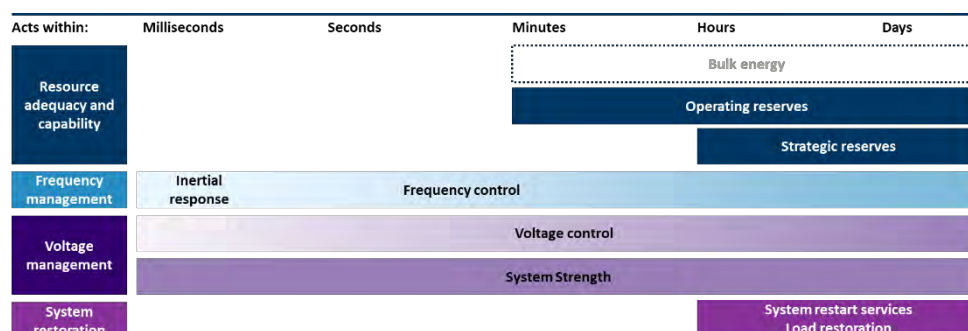 Acts within: Milliseconds Seconds Minutes Hours Days
Bulk energy
Resource
adequacy and
capability
Operating reserves
Strategic reserves
Frequency
management
Inertial
response
Frequency control
Voltage
management
Voltage control
System Strength
System
restoration
System restart services
Load restoration